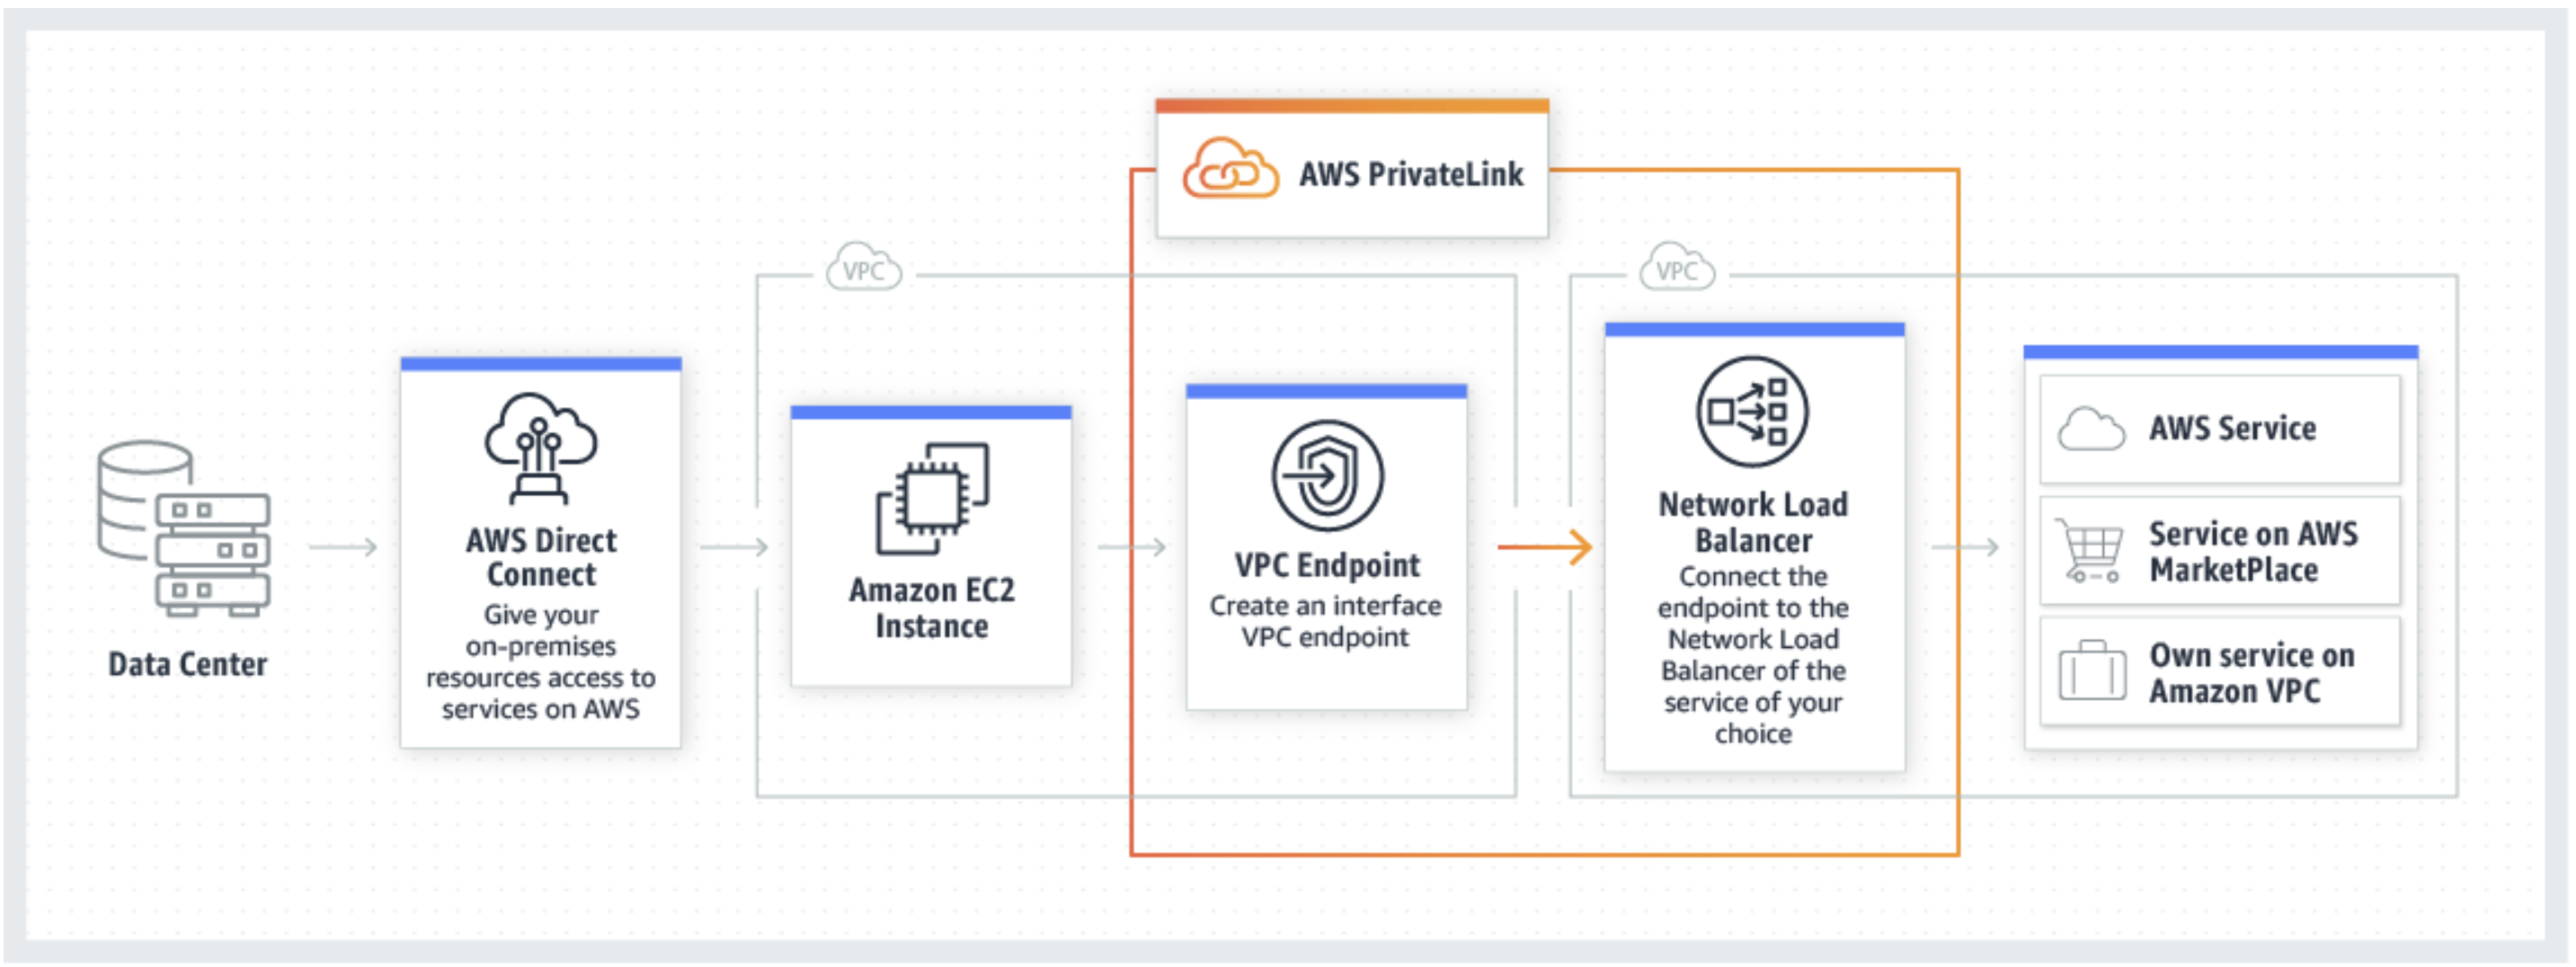 AWS PrivateLink
VPC
VPC
Data Center
AWS Direct
Connect
Give your
on-premises
resources access to
services on AWS
Amazon EC2
Instance
VPC Endpoint
Create an interface
VPC endpoint
Network Load
Balancer
Connect the
endpoint to the
Network Load
Balancer of the
service of your
choice
AWS Service
Service on AWS
MarketPlace
Own service on
Amazon VPC